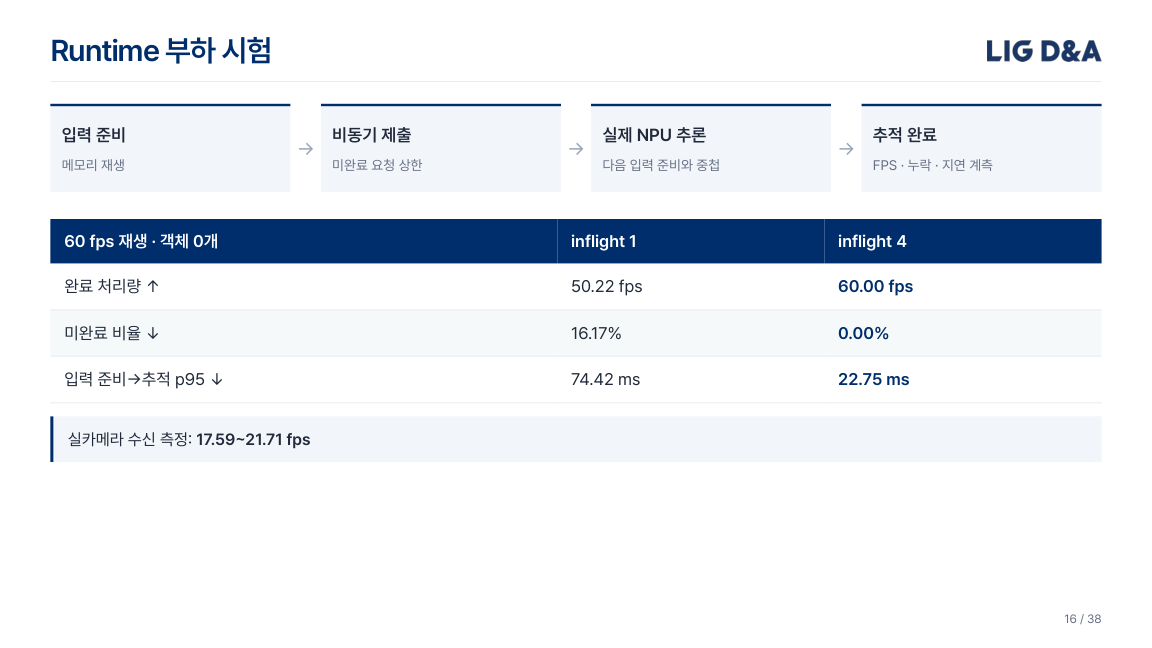 Runtime 부하 시험
LIG D&A
입력 준비
메모리 재생
→
비동기 제출
미완료 요청 상한
→
실제 NPU 추론
다음 입력 준비와 중첩
→
추적 완료
FPS · 누락 · 지연 계측
60 fps 재생 · 객체 0개 inflight 1 inflight 4
완료 처리량 ↑ 50.22 fps 60.00 fps
미완료 비율 ↓ 16.17% 0.00%
입력 준비→추적 p95 ↓ 74.42 ms 22.75 ms
실카메라 수신 측정: 17.59~21.71 fps
16 / 38